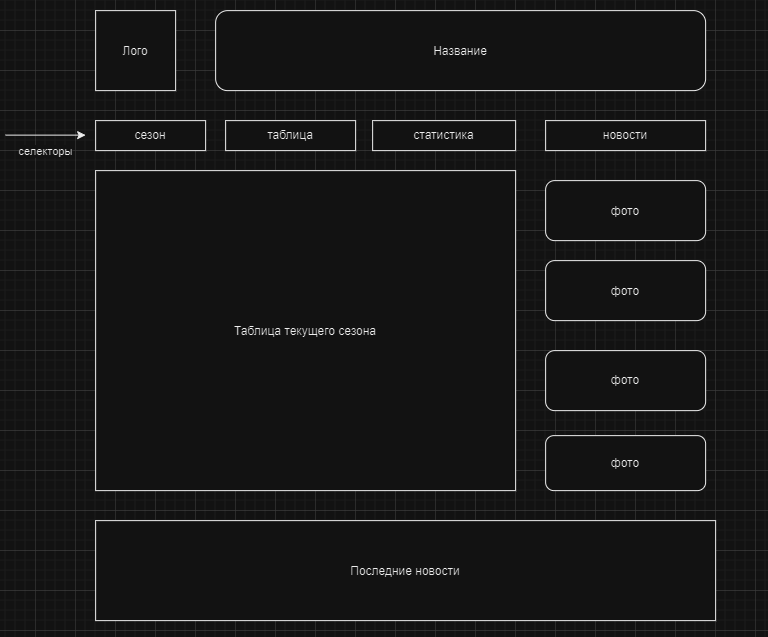 Лого
Название
сезон
таблица
статистика
новости
селекторы
фото
фото
Таблица текущего сезона
фото
фото
Последние новости